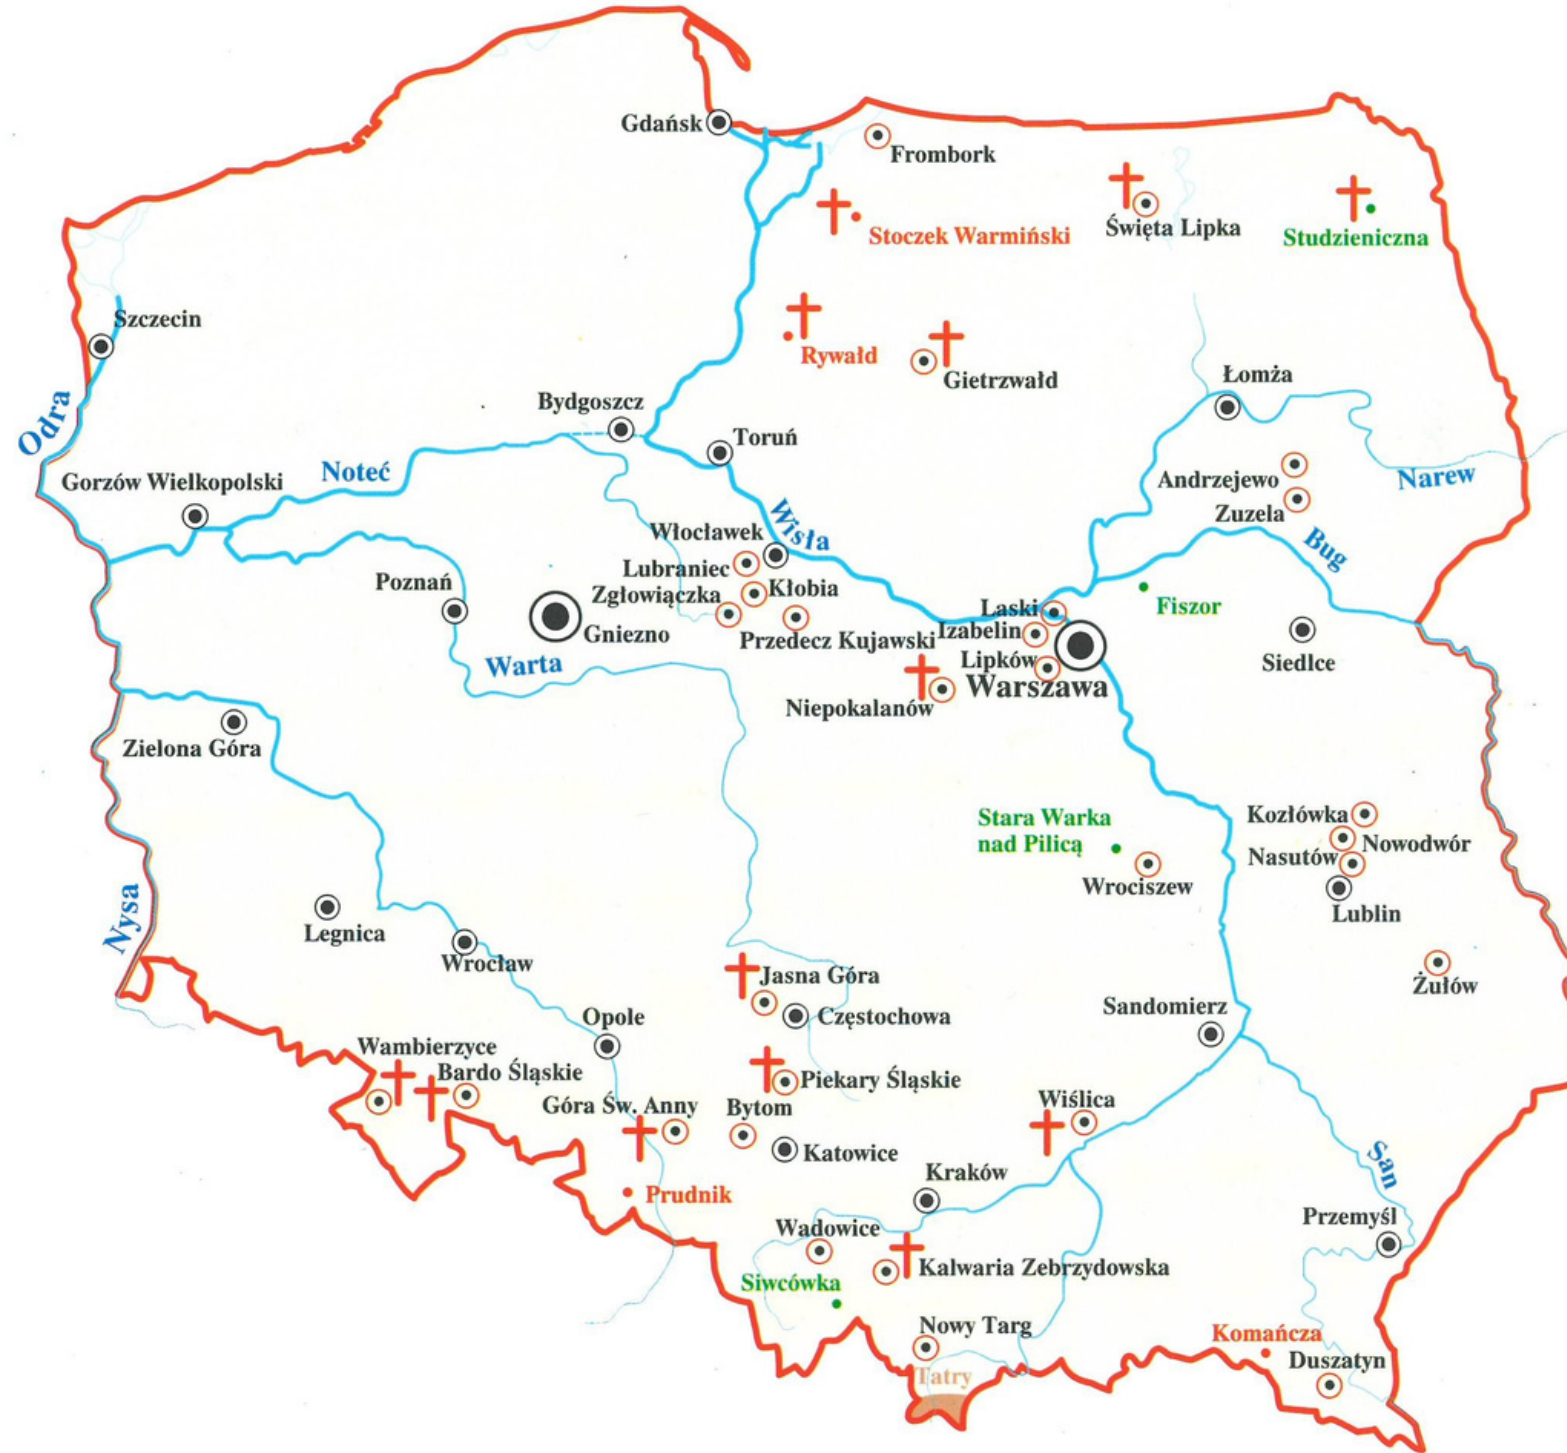 Gdańsk
Frombork
Stoczek Warmiński
Święta Lipka
Studzieniczna
Szczecin
Rywałd
Gietrzwałd
Łomża
Odra
Bydgoszcz
Toruń
Noteć
Gorzów Wielkopolski
Andrzejewo
Narew
Zuzela
Wisła
Włocławek
Bug
Lubraniec
Poznań
Kłobia
Zgłowiączka
Laski
Fiszor
Gniezno
Przedecz Kujawski
Izabelin
Warta
Lipków
Siedlce
Warszawa
Niepokalanów
Zielona Góra
Stara Warka
nad Pilicą
Kozłówka
Nowodwór
Nasutów
Wrociszew
Lublin
Nysa
Legnica
Wrocław
Jasna Góra
Żułów
Sandomierz
Częstochowa
Opole
Wambierzyce
Bardo Śląskie
Piekary Śląskie
Góra Św. Anny
Bytom
Wiślica
Katowice
San
Kraków
Prudnik
Przemyśl
Wadowice
Kalwaria Zebrzydowska
Siwcówka
Nowy Targ
Komańcza
Duszatyn
Tatry